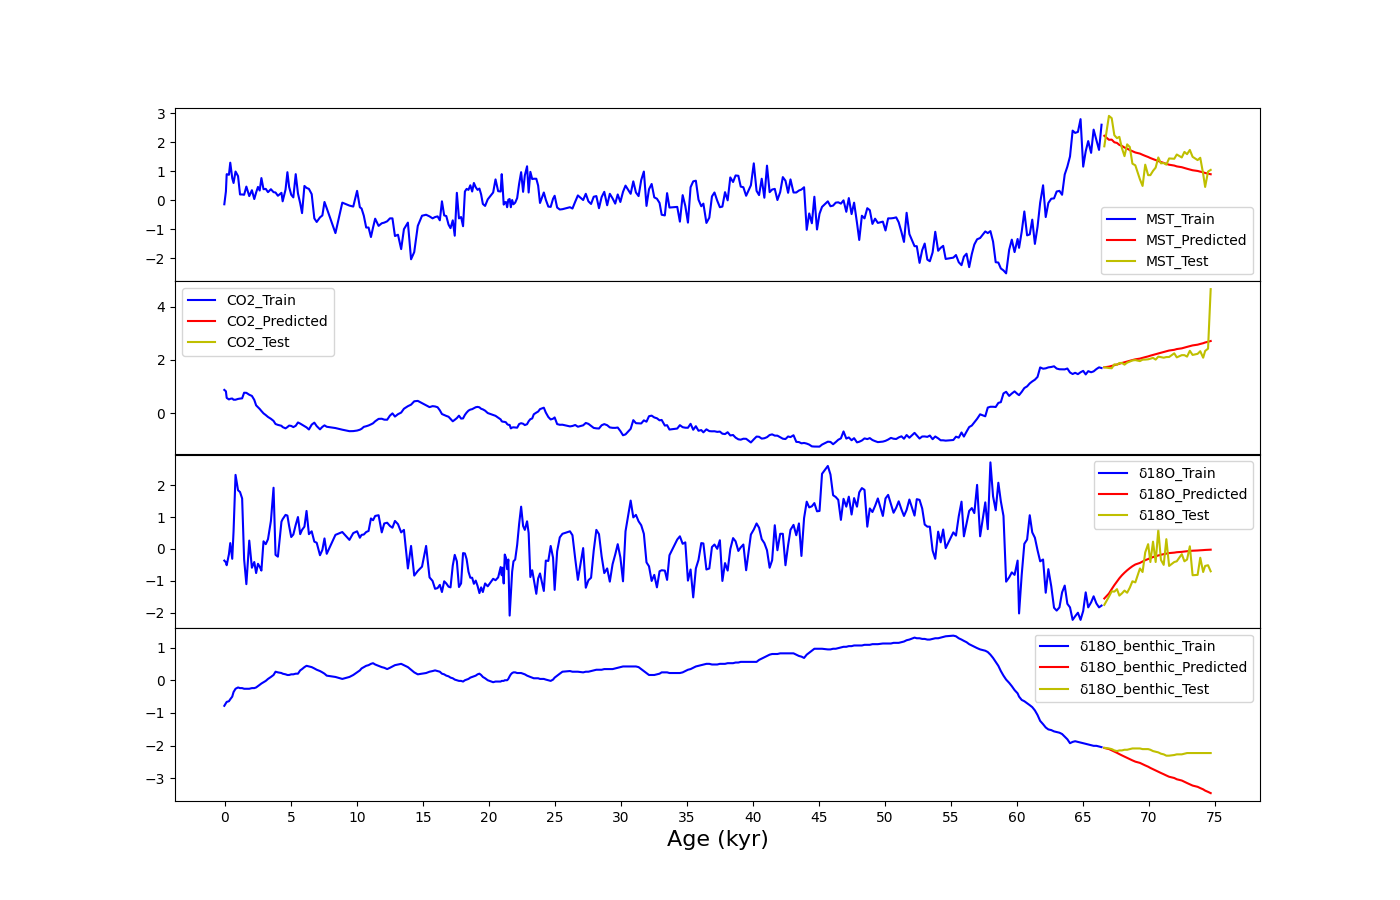 3
2
1
0
−1
−2
MST_Train
MST_Predicted
MST_Test
4
2
0
CO2_Train
CO2_Predicted
CO2_Test
2
1
0
−1
−2
δ18O_Train
δ18O_Predicted
δ18O_Test
1
0
−1
−2
−3
δ18O_benthic_Train
δ18O_benthic_Predicted
δ18O_benthic_Test
0 5 10 15 20 25 30 35 40 45 50 55 60 65 70 75
Age (kyr)